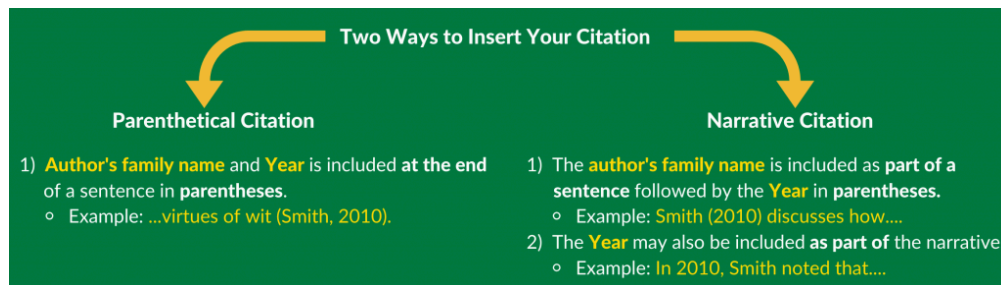 Two Ways to Insert Your Citation
Parenthetical Citation
1) Author's family name and Year is included at the end
of a sentence in parentheses.
○ Example: ...virtues of wit (Smith, 2010).
Narrative Citation
1) The author's family name is included as part of a
sentence followed by the Year in parentheses.
○ Example: Smith (2010) discusses how....
2) The Year may also be included as part of the narrative
○ Example: In 2010, Smith noted that....